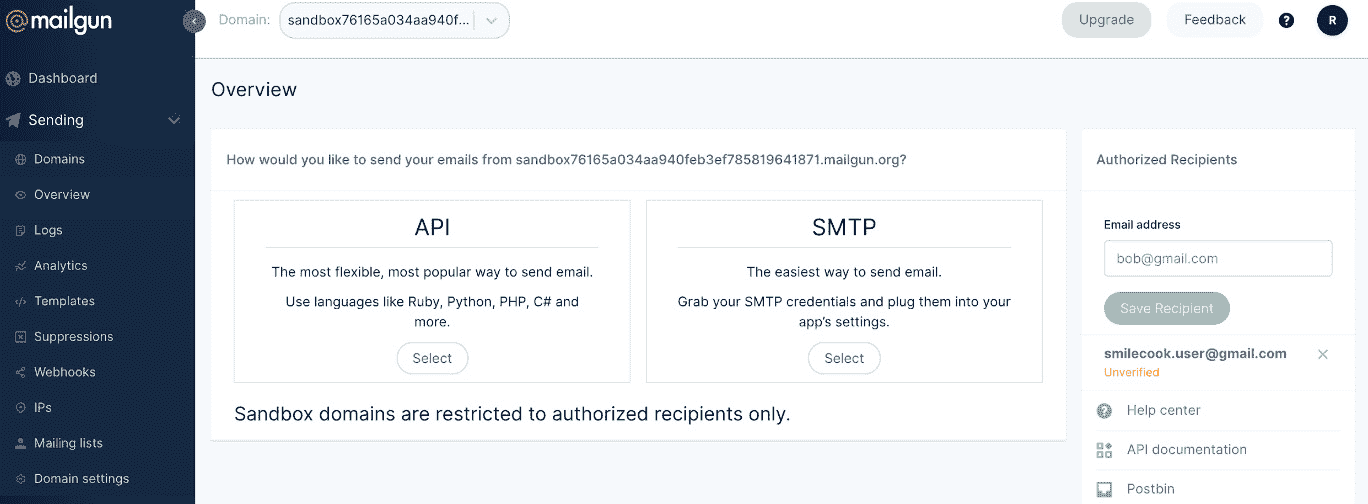 mailgun
Domain:
sandbox76165a034aa940f...
Upgrade
Feedback
?
R
Dashboard
Sending
Domains
Overview
Logs
Analytics
Templates
Suppressions
Webhooks
IPs
Mailing lists
Domain settings
Overview
How would you like to send your emails from sandbox76165a034aa940feb3ef785819641871.mailgun.org?
API
The most flexible, most popular way to send email.
Use languages like Ruby, Python, PHP, C# and
more.
Select
SMTP
The easiest way to send email.
Grab your SMTP credentials and plug them into your
app's settings.
Select
Sandbox domains are restricted to authorized recipients only.
Authorized Recipients
Email address
bob@gmail.com
Save Recipient
smilecook.user@gmail.com
Unverified
Help center
API documentation
Postbin